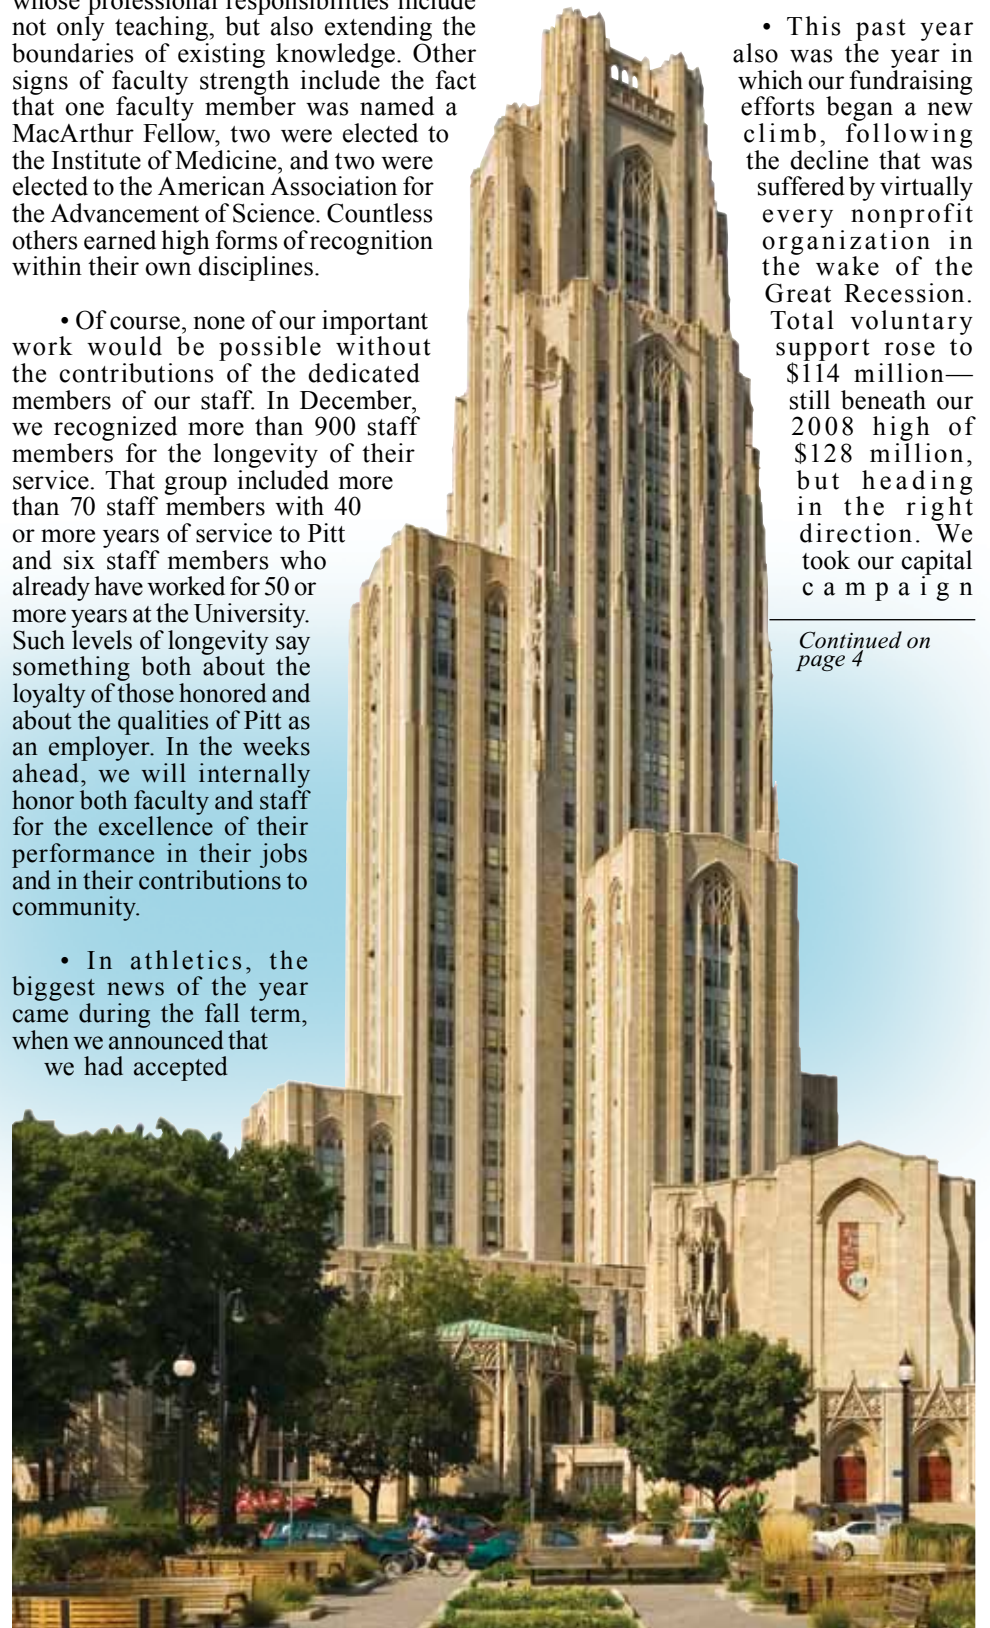 whose professional responsibilities include
not only teaching, but also extending the
boundaries of existing knowledge. Other
signs of faculty strength include the fact
that one faculty member was named a
MacArthur Fellow, two were elected to
the Institute of Medicine, and two were
elected to the American Association for
the Advancement of Science. Countless
others earned high forms of recognition
within their own disciplines.
• Of course, none of our important
work would be possible without
the contributions of the dedicated
members of our staff. In December,
we recognized more than 900 staff
members for the longevity of their
service. That group included more
than 70 staff members with 40
or more years of service to Pitt
and six staff members who
already have worked for 50 or
more years at the University.
Such levels of longevity say
something both about the
loyalty of those honored and
about the qualities of Pitt as
an employer. In the weeks
ahead, we will internally
honor both faculty and staff
for the excellence of their
performance in their jobs
and in their contributions to
community.
• In athletics, the
biggest news of the year
came during the fall term,
when we announced that
we had accepted
• This past year
also was the year in
which our fundraising
efforts began a new
climb, following
the decline that was
suffered by virtually
every nonprofit
organization in
the wake of the
Great Recession.
Total voluntary
support rose to
$114 million—
still beneath our
2008 high of
$128 million,
but heading
in the right
direction. We
took our capital
campaign
Continued on
page 4